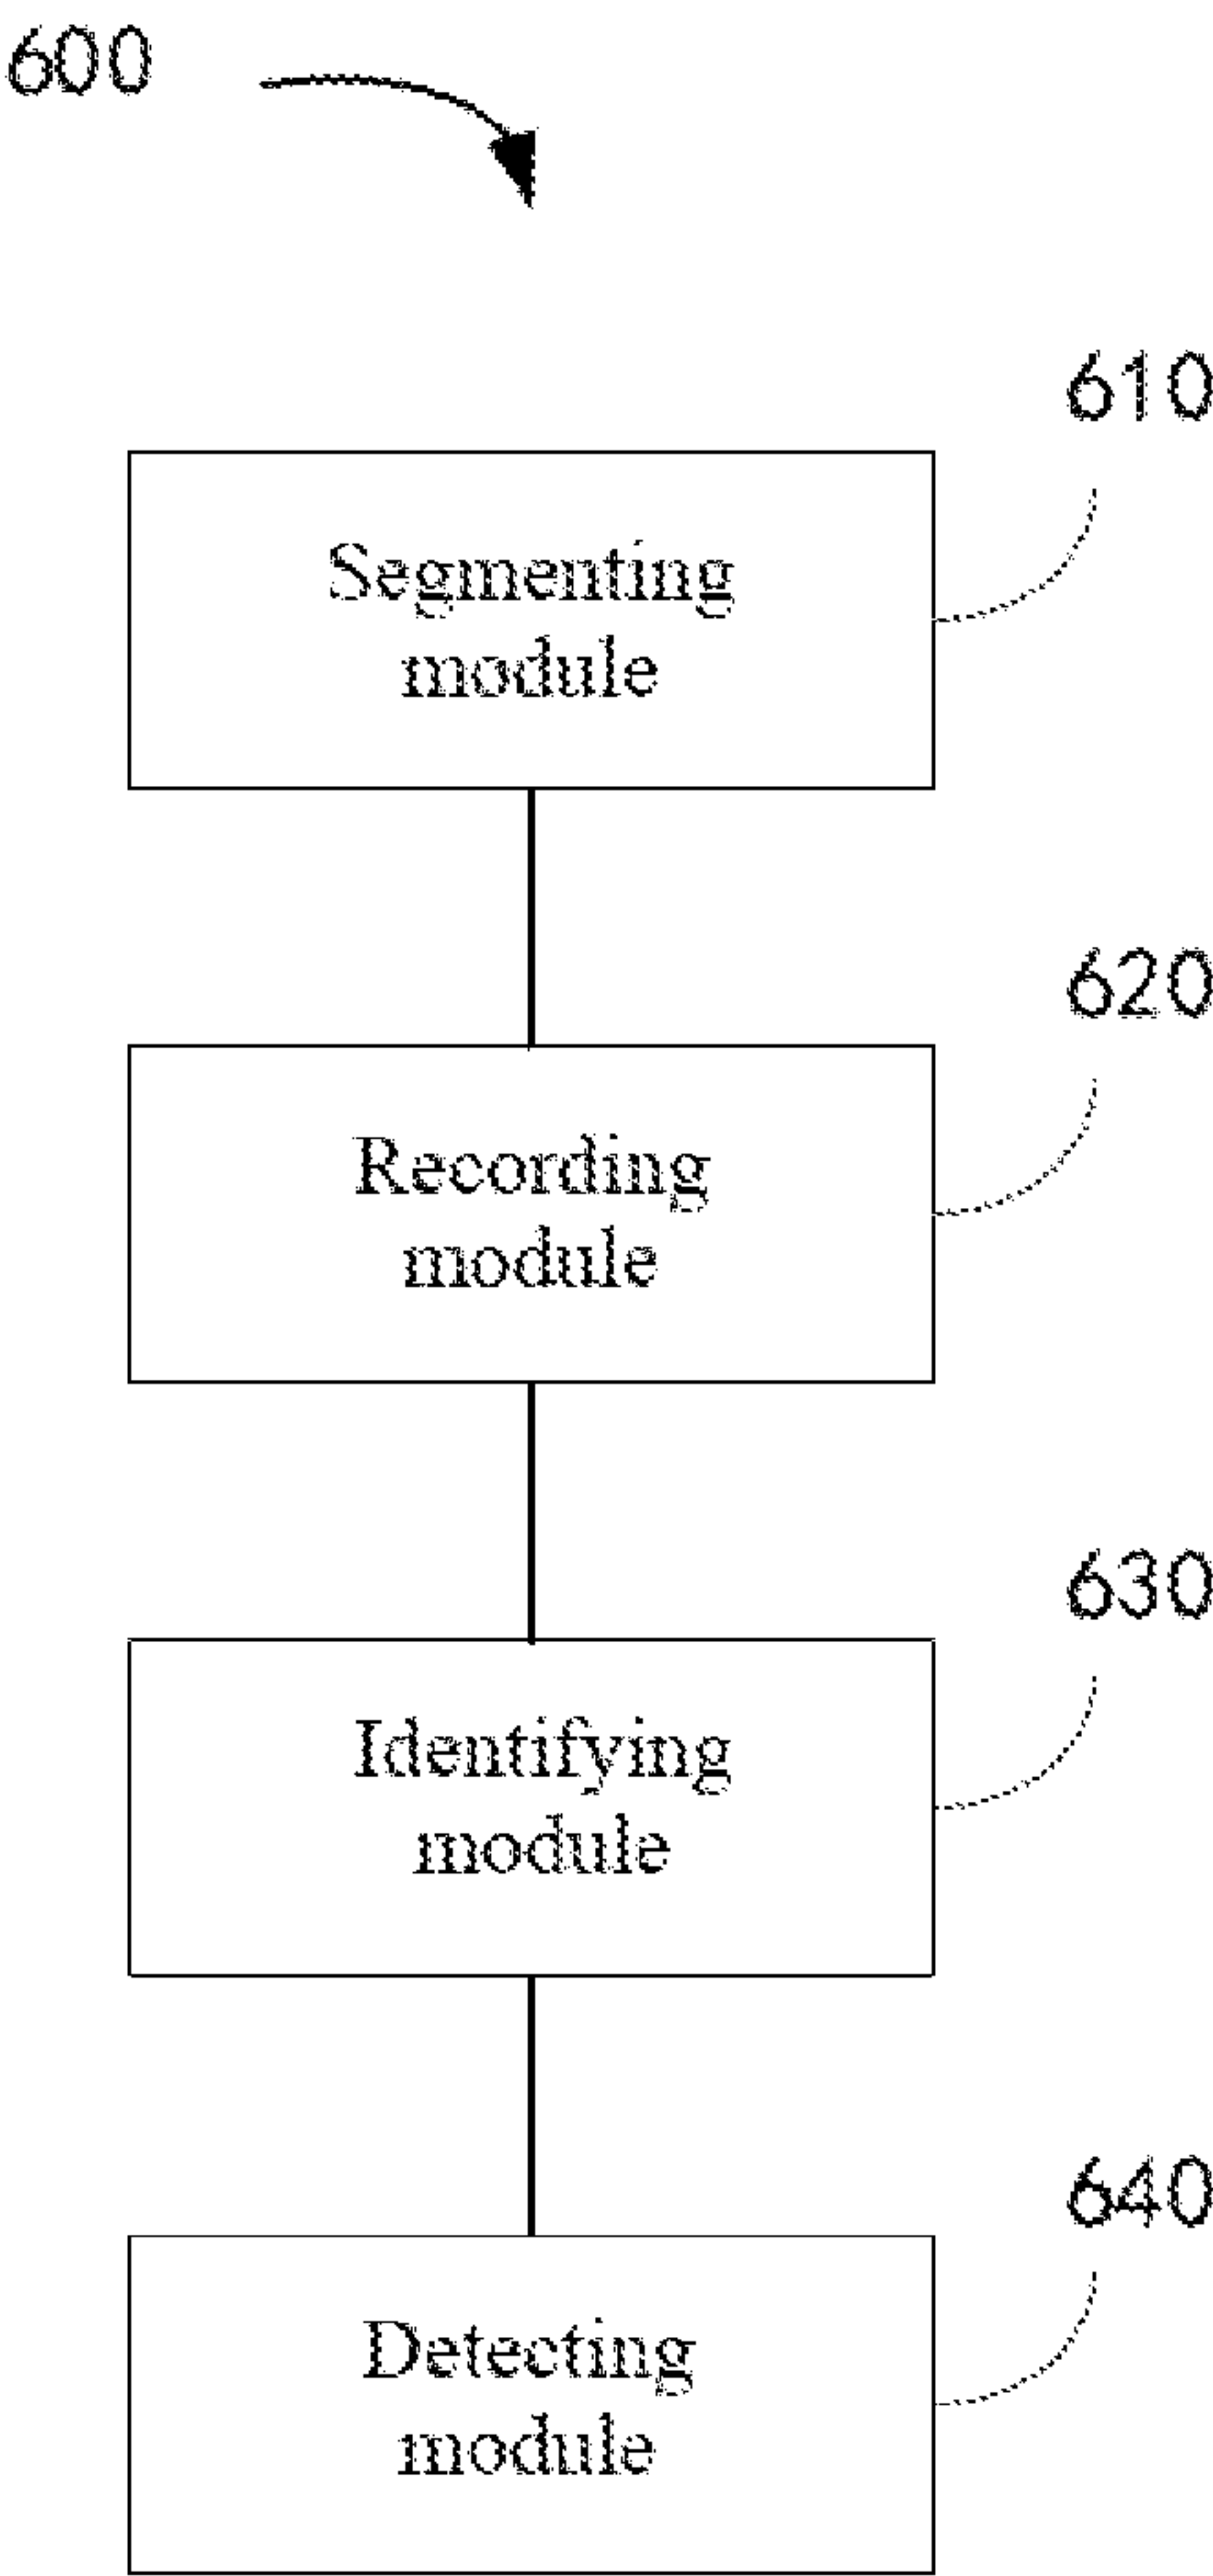 600
610
Segmenting
module
620
Recording
module
630
Identifying
module
640
Detecting
module